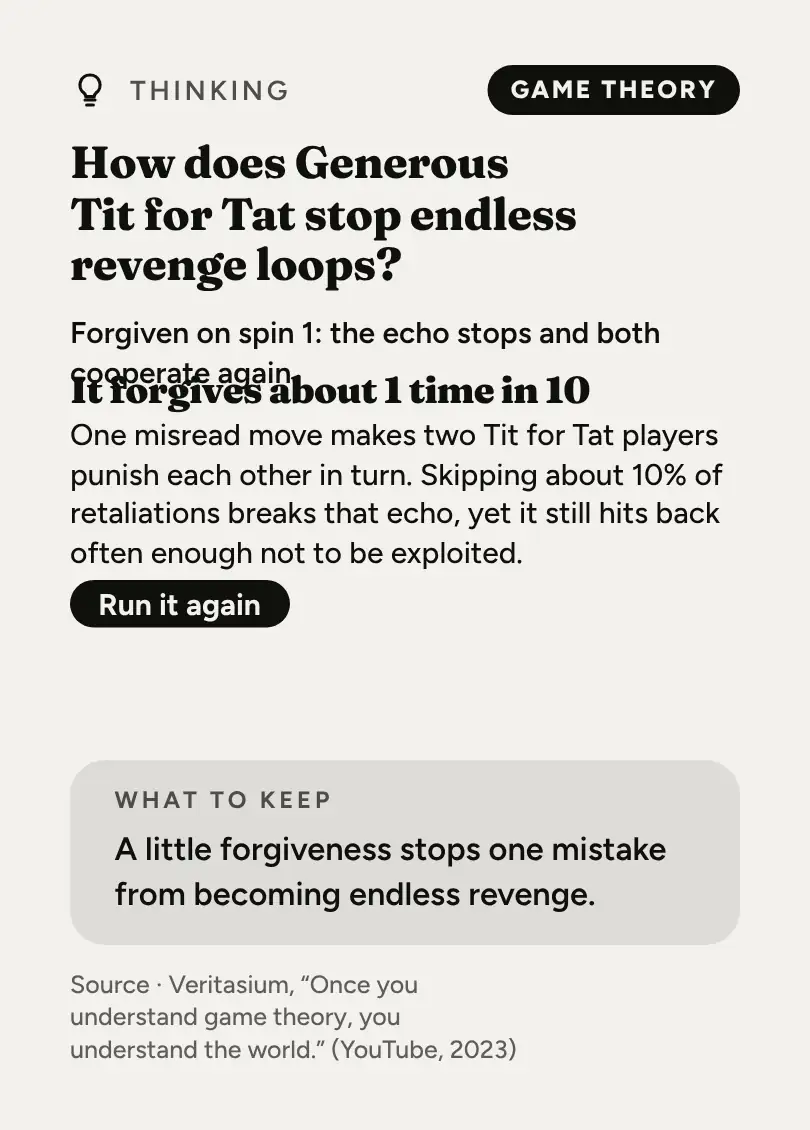 THINKING
GAME THEORY
How does Generous
Tit for Tat stop endless
revenge loops?
Forgiven on spin 1: the echo stops and both
cooperate again
It forgives about 1 time in 10
One misread move makes two Tit for Tat players
punish each other in turn. Skipping about 10% of
retaliations breaks that echo, yet it still hits back
often enough not to be exploited.
Run it again
WHAT TO KEEP
A little forgiveness stops one mistake
from becoming endless revenge.
Source · Veritasium, “Once you
understand game theory, you
understand the world.” (YouTube, 2023)